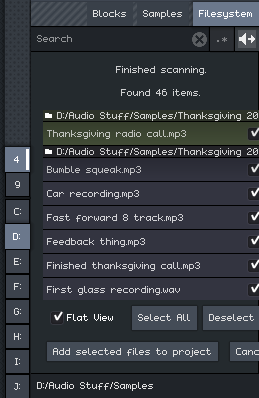 Blocks Samples Filesystem
Search .*
Finished scanning.
Found 46 items.
D:/Audio Stuff/Samples/Thanksgiving 20
Thanksgiving radio call.mp3
D:/Audio Stuff/Samples/Thanksgiving 20
Bumble squeak.mp3
Car recording.mp3
Fast forward 8 track.mp3
Feedback thing.mp3
Finished thanksgiving call.mp3
First glass recording.wav
Flat View Select All Deselect
Add selected files to project Canc
D:/Audio Stuff/Samples
4
9
C:
D:
E:
F:
G:
H:
I:
J: